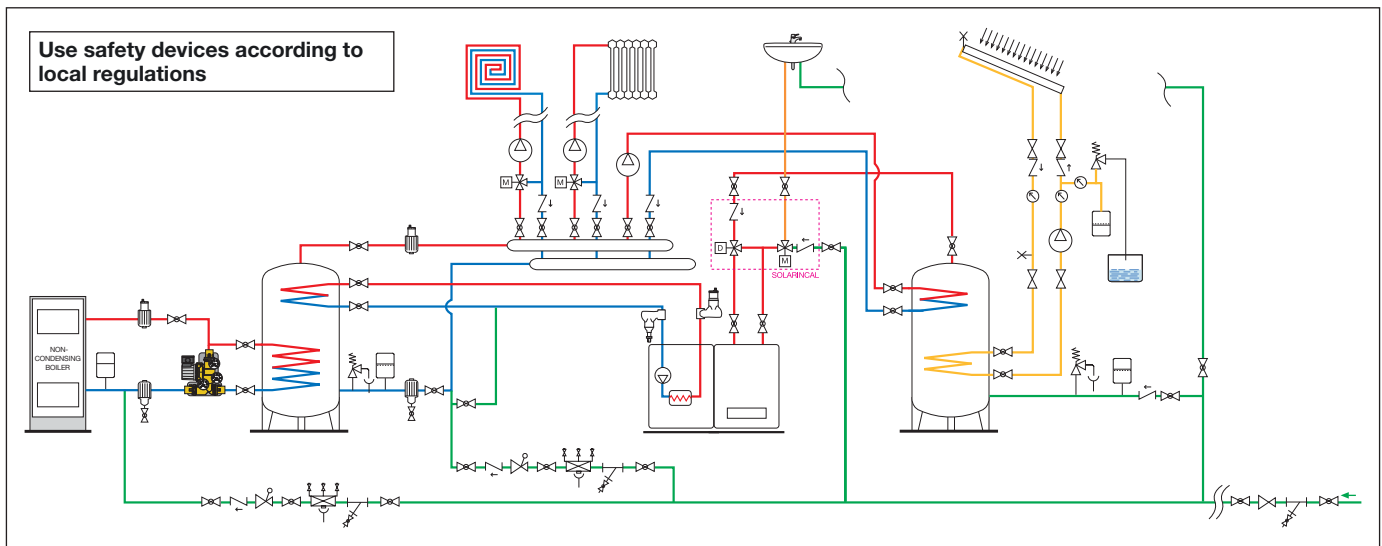 Use safety devices according to
local regulations
M
M
D
M
SOLARINCAL
NON-
CONDENSING
BOILER